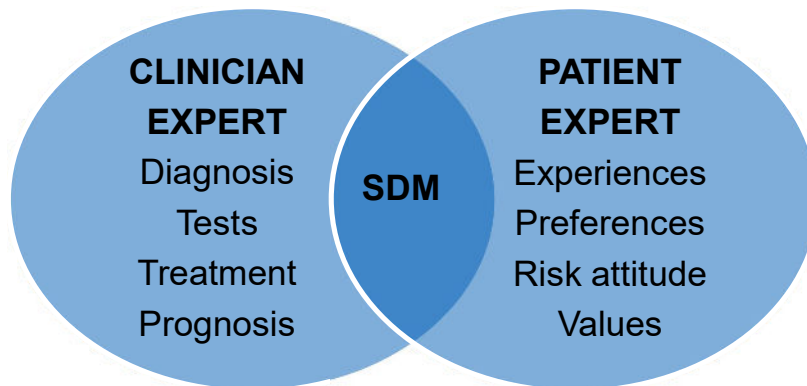 CLINICIAN
EXPERT
Diagnosis
Tests
Treatment
Prognosis
SDM
PATIENT
EXPERT
Experiences
Preferences
Risk attitude
Values